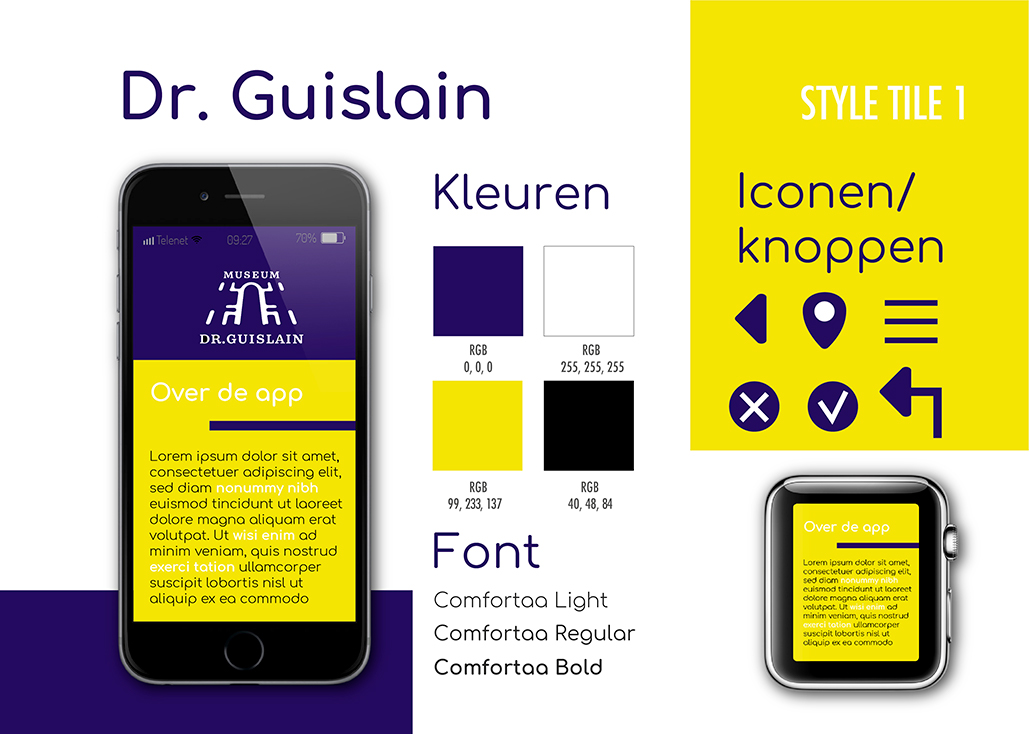 Dr. Guislain
STYLE TILE 1
Telenet
09:27
70%
MUSEUM
DR.GUISLAIN
Over de app
Lorem ipsum dolor sit amet,
consectetuer adipiscing elit,
sed diam nonummy nibh
euismod tincidunt ut laoreet
dolore magna aliquam erat
volutpat. Ut wisi enim ad
minim veniam, quis nostrud
exerci tation ullamcorper
suscipit lobortis nisl ut
aliquip ex ea commodo
Kleuren
RGB
0, 0, 0
RGB
255, 255, 255
RGB
99, 233, 137
RGB
40, 48, 84
Font
Comfortaa Light
Comfortaa Regular
Comfortaa Bold
Iconen/
knoppen
Over de app
Lorem ipsum dolor sit amet,
consectetuer adipiscing elit,
sed diam nonummy nibh
euismod tincidunt ut laoreet
dolore magna aliquam erat
volutpat. Ut wisi enim ad
minim veniam, quis nostrud
exerci tation ullamcorper
suscipit lobortis nisl ut
aliquip ex ea commodo